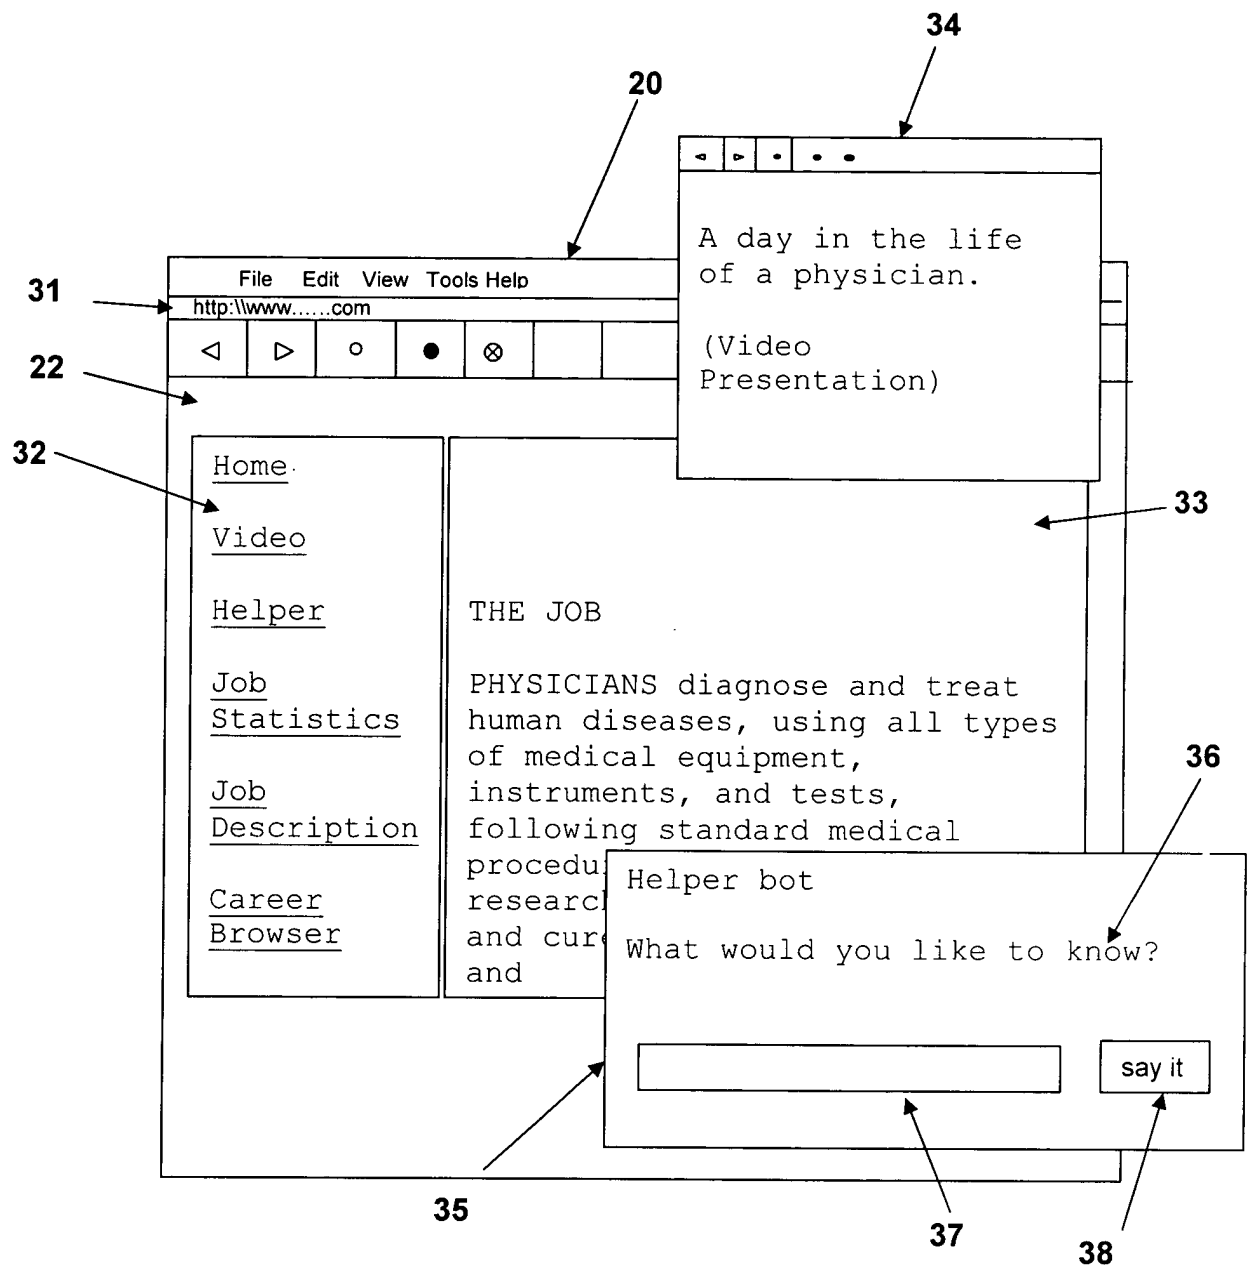 34
20
A day in the life
of a physician.
(Video
Presentation)
File Edit View Tools Help
31
http:\\www......com
22
32
Home
Video
Helper
Job
Statistics
Job
Description
Career
Browser
33
THE JOB
PHYSICIANS diagnose and treat
human diseases, using all types
of medical equipment,
instruments, and tests,
following standard medical
procedu
research
and cure
and
36
Helper bot
What would you like to know?
say it
35
37
38